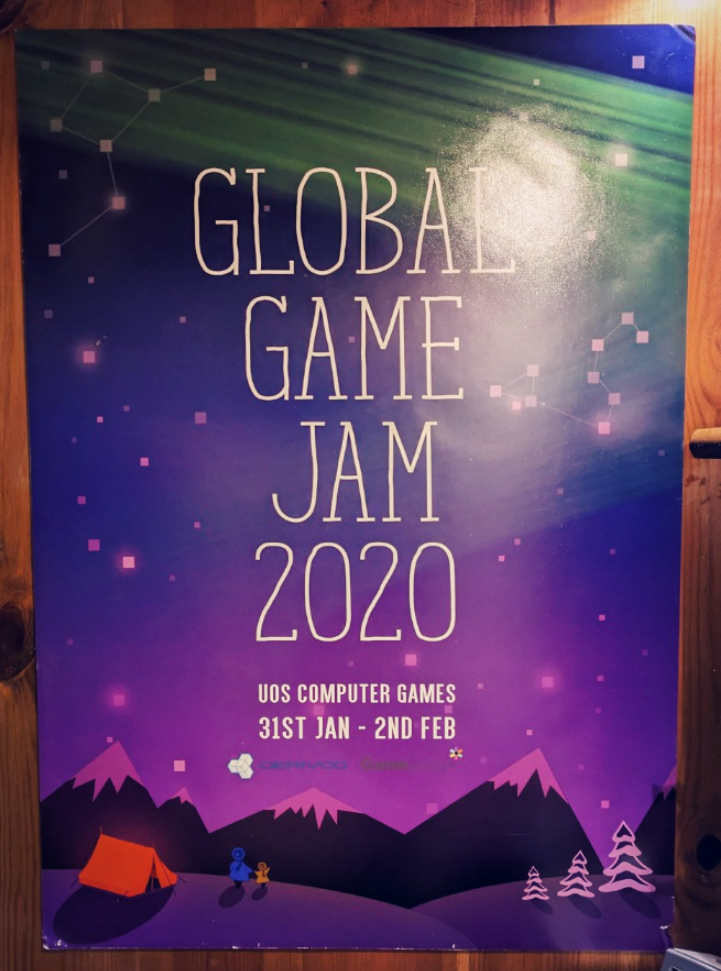 GLOBAL
GAME
JAM
2020
UOS COMPUTER GAMES
31ST JAN - 2ND FEB